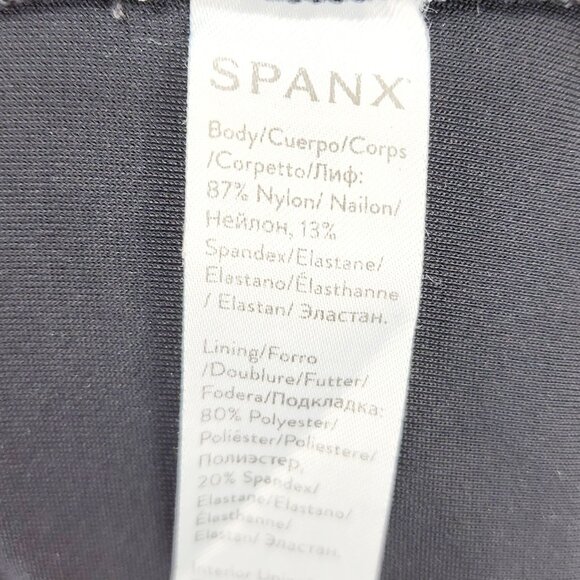 SPANX
Body/Cuerpo/Corps
/Corpetto/Лиф:
87% Nylon/ Nailon/
Нейлон, 13%
Spandex/Elastane/
Elastano/Élasthanne
/ Elastan/ Эластан.
Lining/Forro
/Doublure/Futter/
Fodera/Подкладка:
80% Polyester/
Poliéster/Poliestere/
Полиэстер,
20% Spandex/
Elastane/Elastano/
Élasthanne/
Elastan/ Эластан.
Interior